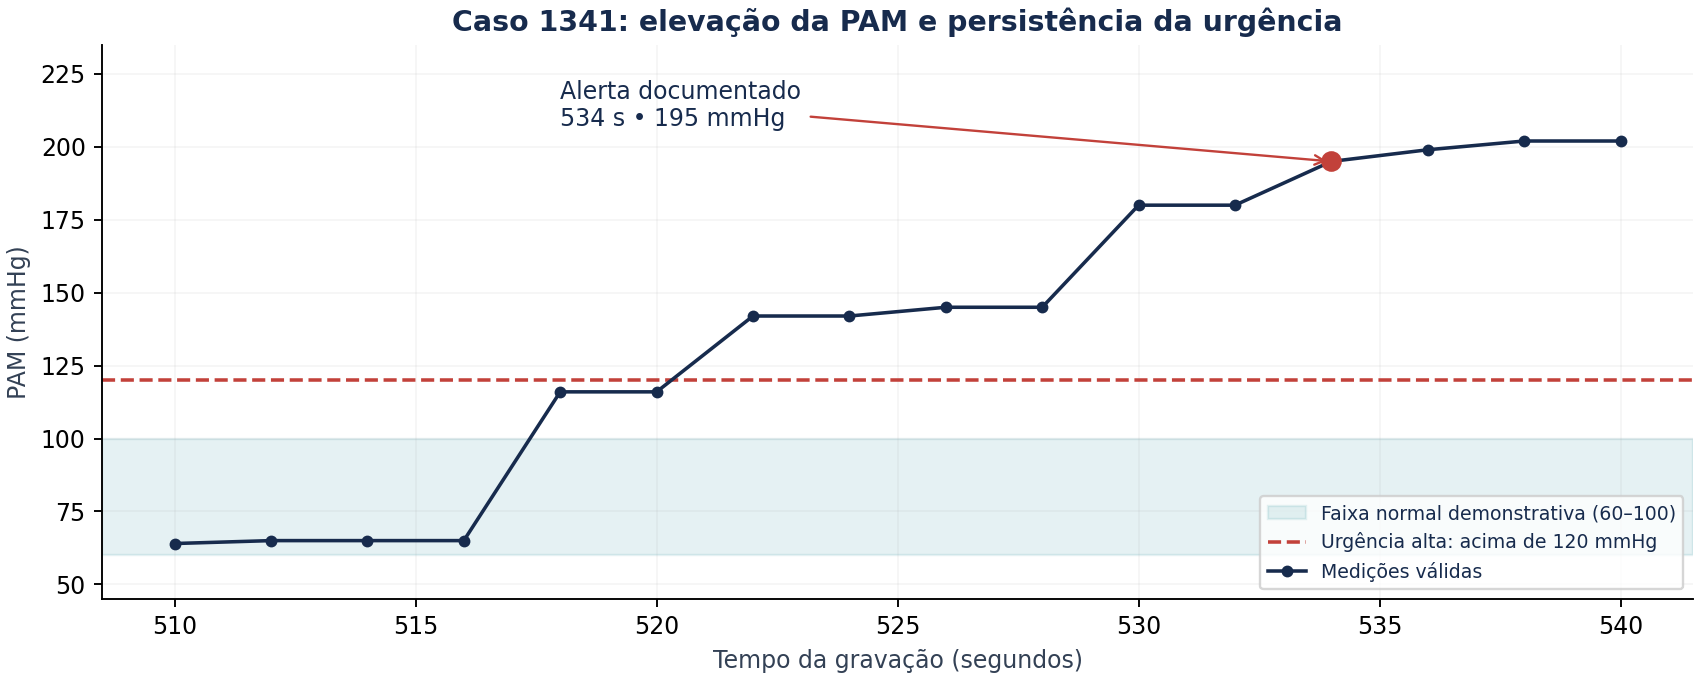 Caso 1341: elevação da PAM e persistência da urgência
225
200
175
150
125
100
75
50
PAM (mmHg)
Alerta documentado
534 s • 195 mmHg
Faixa normal demonstrativa (60–100)
Urgência alta: acima de 120 mmHg
Medições válidas
510
515
520
525
530
535
540
Tempo da gravação (segundos)